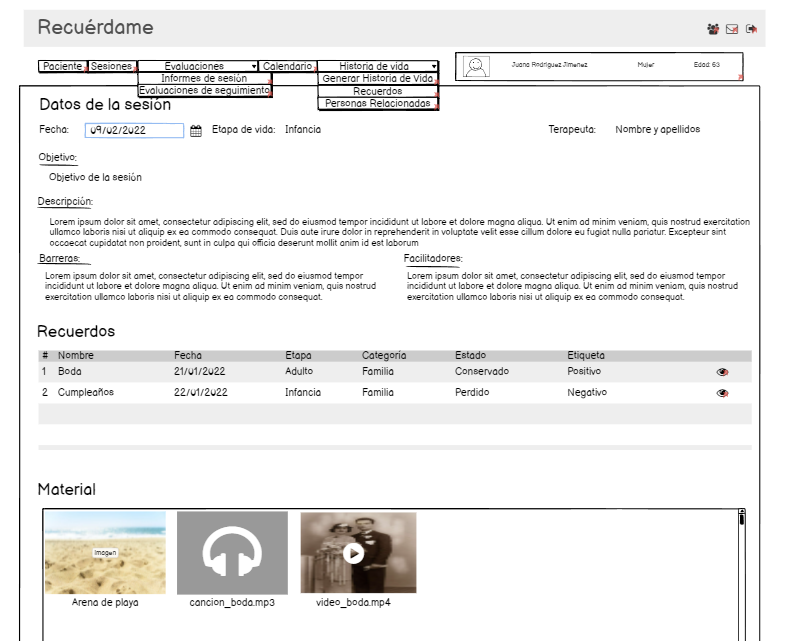 Recuérdame
Paciente Sesiones Evaluaciones Calendario Historia de vida
Juana Rodriguez Jimenez Mujer Edad: 63
Informes de sesión Generar Historia de Vida
Evaluaciones de seguimiento Recuerdos
Personas Relacionadas
Datos de la sesión
Fecha: 09/02/2022 Etapa de vida: Infancia Terapeuta: Nombre y apellidos
Objetivo:
Objetivo de la sesión
Descripción:
Lorem ipsum dolor sit amet, consectetur adipiscing elit, sed do eiusmod tempor incididunt ut labore et dolore magna aliqua. Ut enim ad minim veniam, quis nostrud exercitation
ullamco laboris nisi ut aliquip ex ea commodo consequat. Duis aute irure dolor in reprehenderit in voluptate velit esse cillum dolore eu fugiat nulla pariatur. Excepteur sint
occaecat cupidatat non proident, sunt in culpa qui officia deserunt mollit anim id est laborum
Barreras:
Lorem ipsum dolor sit amet, consectetur adipiscing elit, sed do eiusmod tempor
incididunt ut labore et dolore magna aliqua. Ut enim ad minim veniam, quis nostrud
exercitation ullamco laboris nisi ut aliquip ex ea commodo consequat.
Facilitadores:
Lorem ipsum dolor sit amet, consectetur adipiscing elit, sed do eiusmod tempor
incididunt ut labore et dolore magna aliqua. Ut enim ad minim veniam, quis nostrud
exercitation ullamco laboris nisi ut aliquip ex ea commodo consequat.
Recuerdos
# Nombre Fecha Etapa Categoría Estado Etiqueta
1 Boda 21/01/2022 Adulto Familia Conservado Positivo
2 Cumpleaños 22/01/2022 Infancia Familia Perdido Negativo
Material
Imagen
Arena de playa cancion_boda.mp3 video_boda.mp4